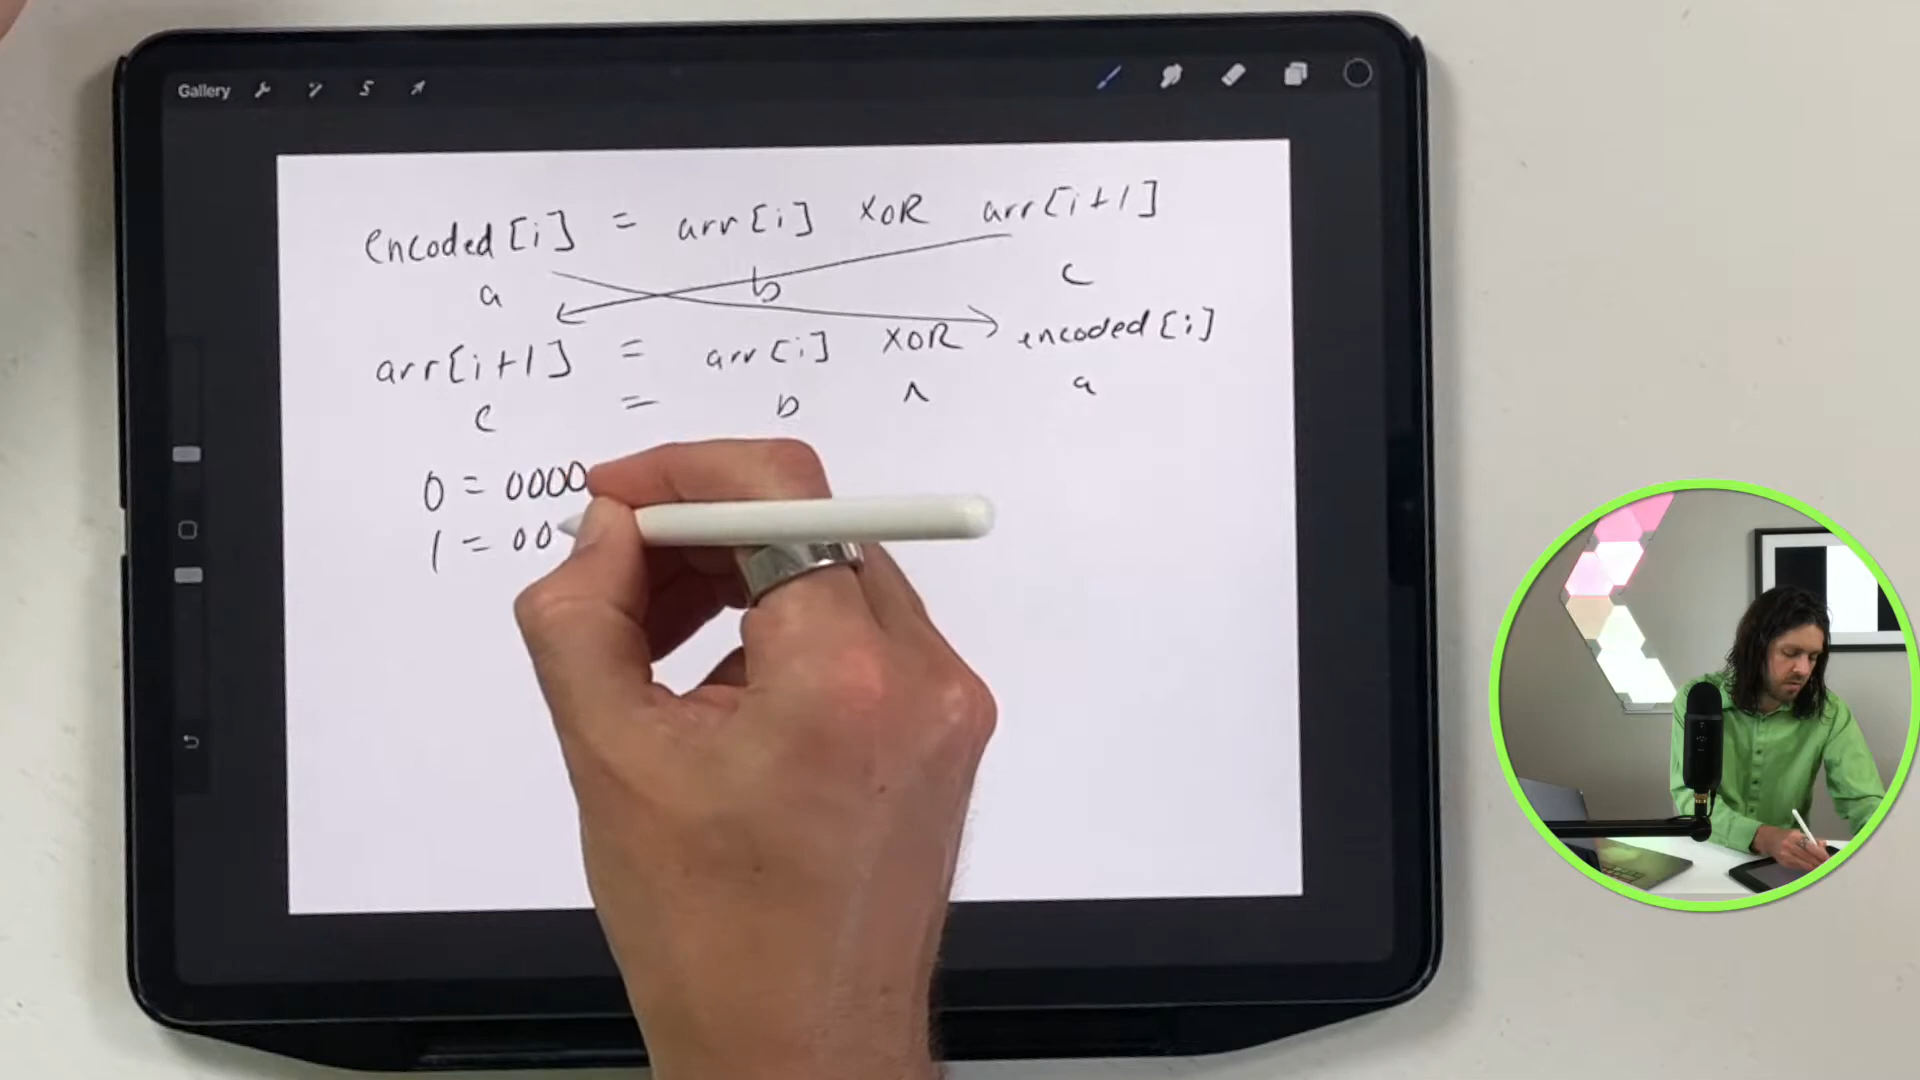 Gallery
encoded[i] = arr[i] XOR arr[i+1]
a b c
arr[i+1] = arr[i] XOR encoded[i]
c = b ^ a
0 = 0000
1 = 00